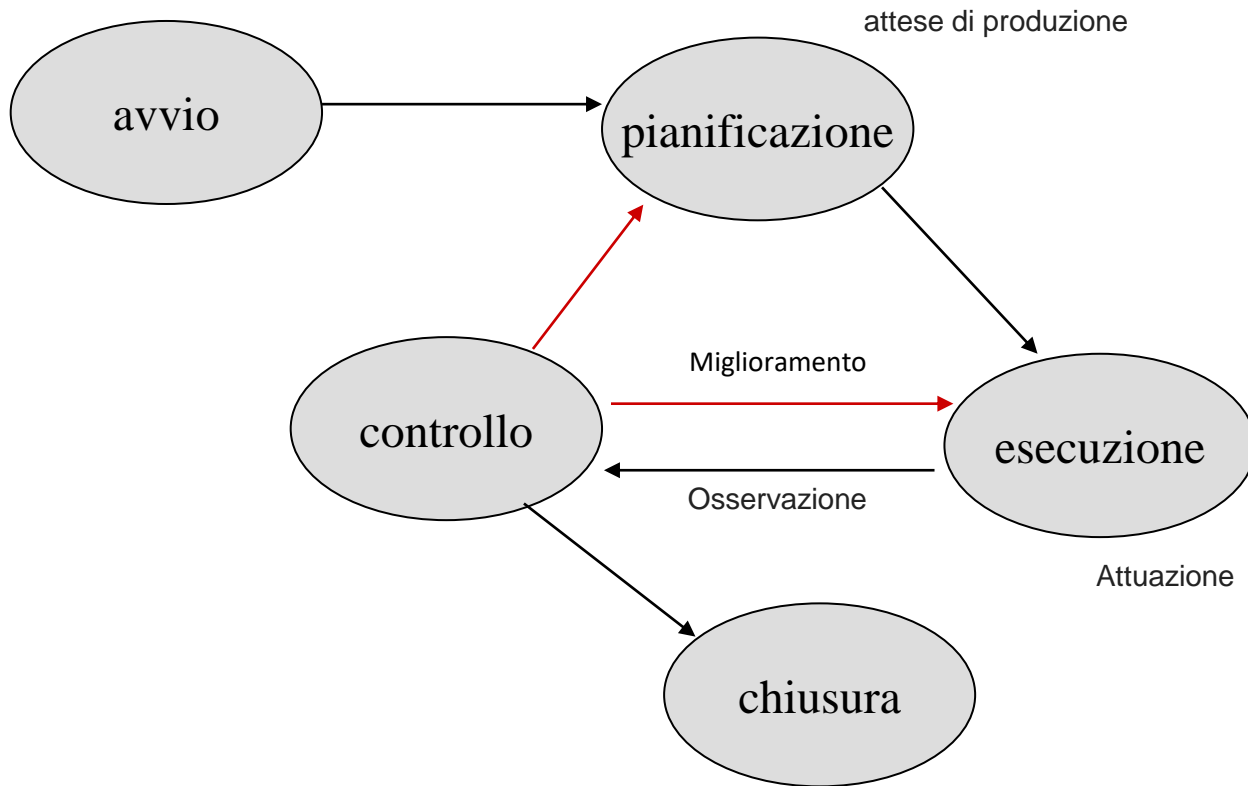 attese di produzione
avvio
pianificazione
Miglioramento
controllo
esecuzione
Osservazione
Attuazione
chiusura